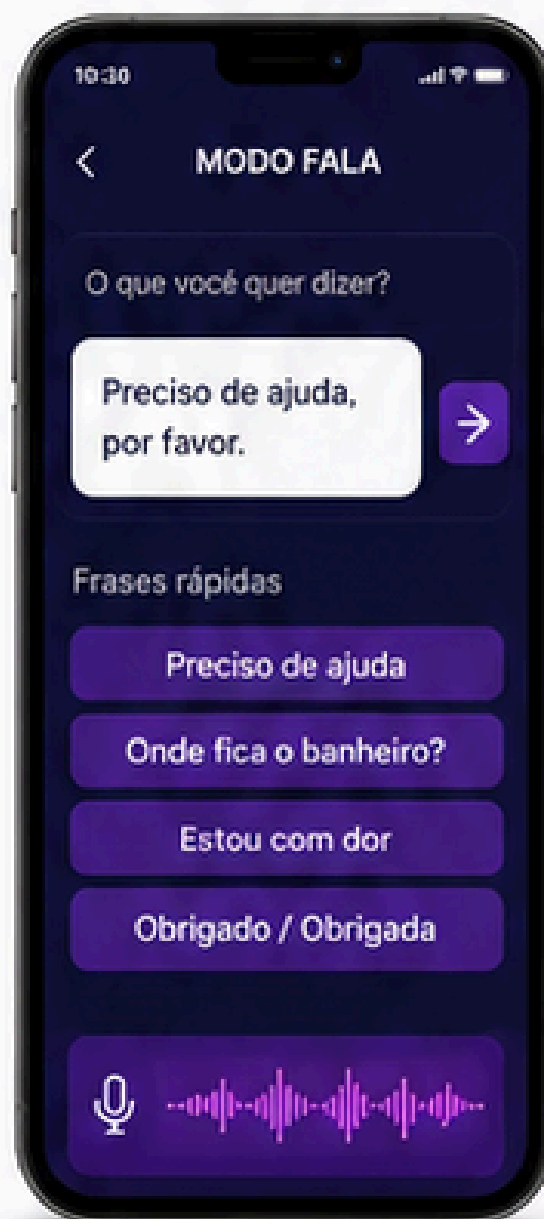 10:30
MODO FALA
O que você quer dizer?
Preciso de ajuda,
por favor.
Frases rápidas
Preciso de ajuda
Onde fica o banheiro?
Estou com dor
Obrigado / Obrigada